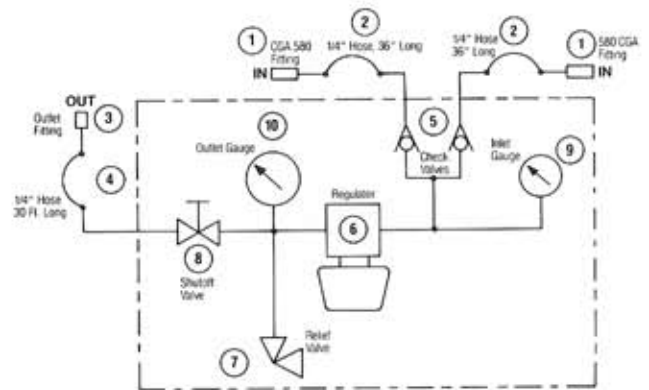 1
CGA 580
Fitting
IN
2
1/4" Hose, 36" Long
2
1/4" Hose
36" Long
1
580 CGA
Fitting
IN
OUT
3
Outlet
Fitting
4
1/4" Hose
30 Ft. Long
10
Outlet Gauge
5
Check
Valves
Inlet
Gauge
9
Regulator
6
8
Shutoff
Valve
7
Relief
Valve